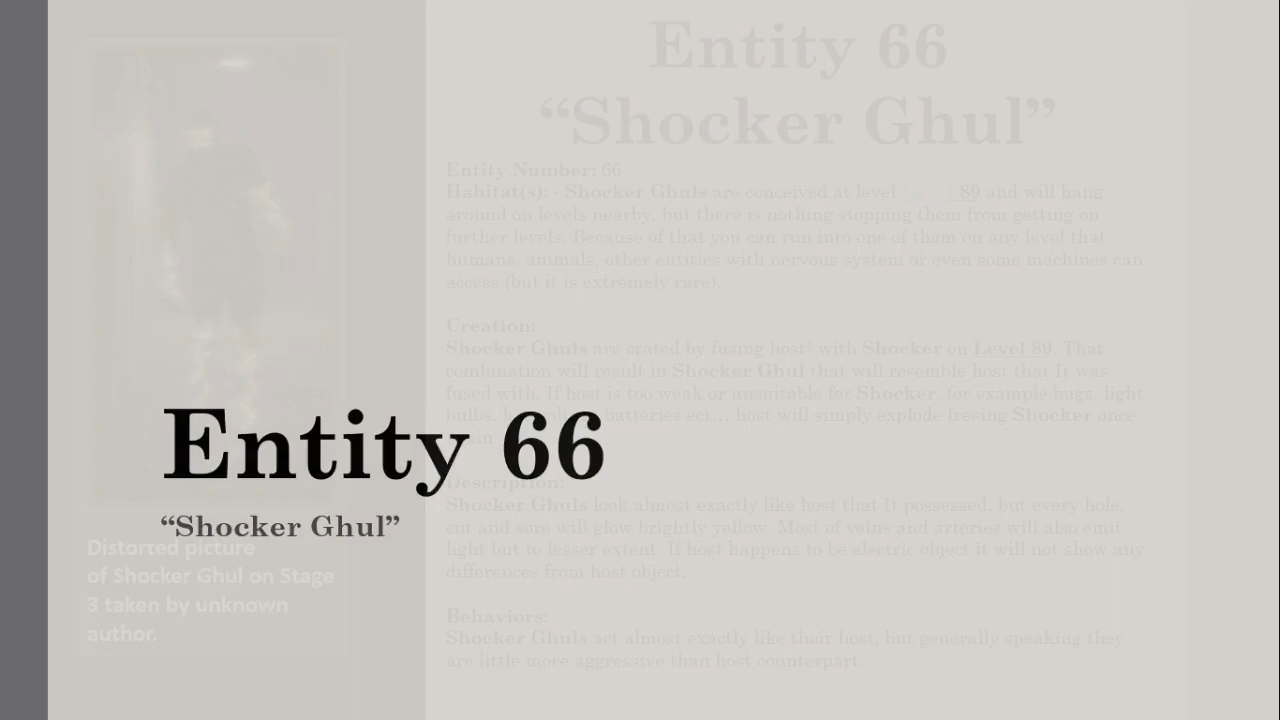 Entity 66
“Shocker Ghul”
Entity Number: 66
Habitat(s): - Shocker Ghuls are conceived at level 89 and will hang
around on levels nearby, but there is nothing stopping them from getting on
further levels. Because of that you can run into one of them on any level that
humans, animals, other entities with nervous system or even some machines can
access (but it is extremely rare).
Creation:
Shocker Ghuls are crated by fusing host¹ with Shocker on Level 89. That
combination will result in Shocker Ghul that will resemble host that It was
fused with. If host is too weak or unsuitable for Shocker, for example bugs, light
bulbs, batteries ect… host will simply explode freeing Shocker once
Entity 66
“Shocker Ghul”
Description:
Shocker Ghuls look almost exactly like host that It possessed, but every hole,
cut and sore will glow brightly yellow. Most of veins and arteries will also emit
light but to lesser extent. If host happens to be electric object it will not show any
differences from host object.
Behaviors:
Shocker Ghuls act almost exactly like their host, but generally speaking they
are little more aggressive than host counterpart.
Distorted picture
of Shocker Ghul on Stage
3 taken by unknown
author.